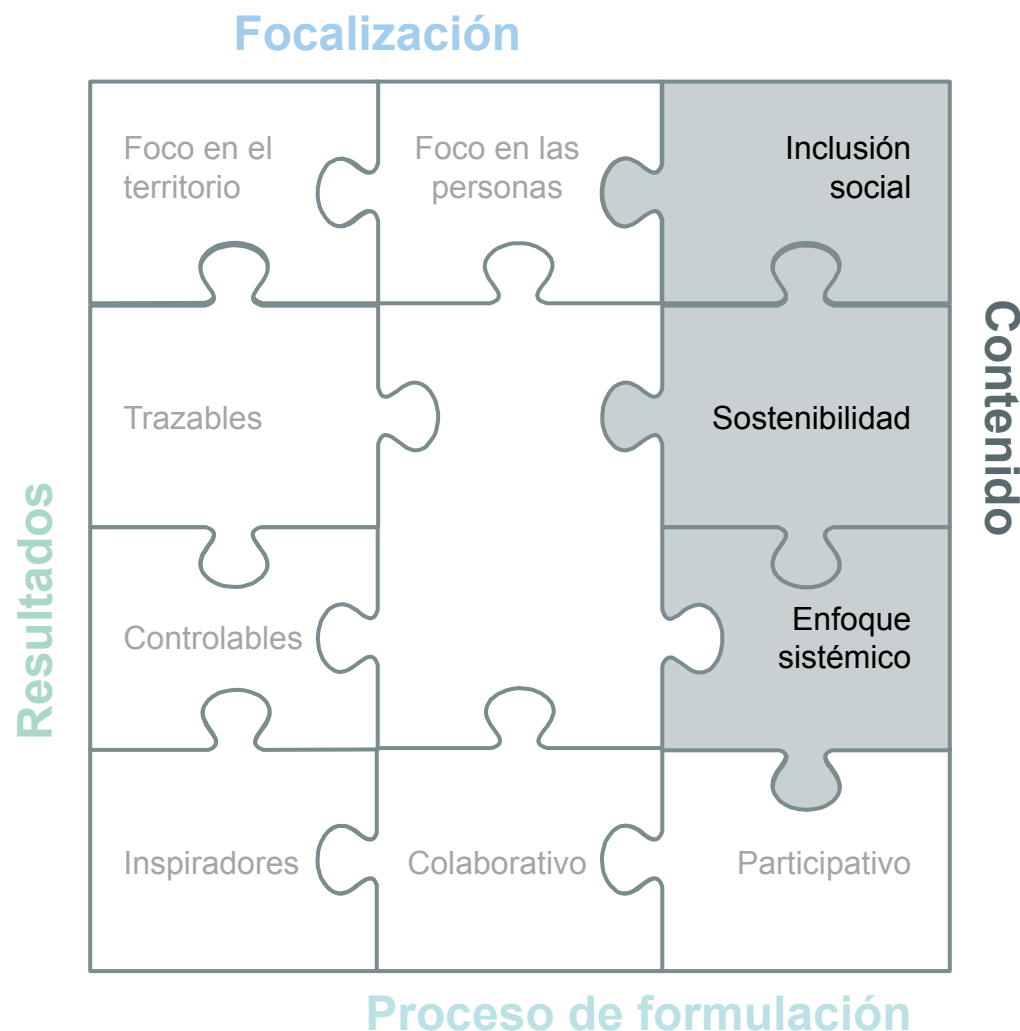 Focalización
Foco en el
territorio
Foco en las
personas
Inclusión
social
Trazables
Sostenibilidad
Contenido
Resultados
Controlables
Enfoque
sistémico
Inspiradores
Colaborativo
Participativo
Proceso de formulación